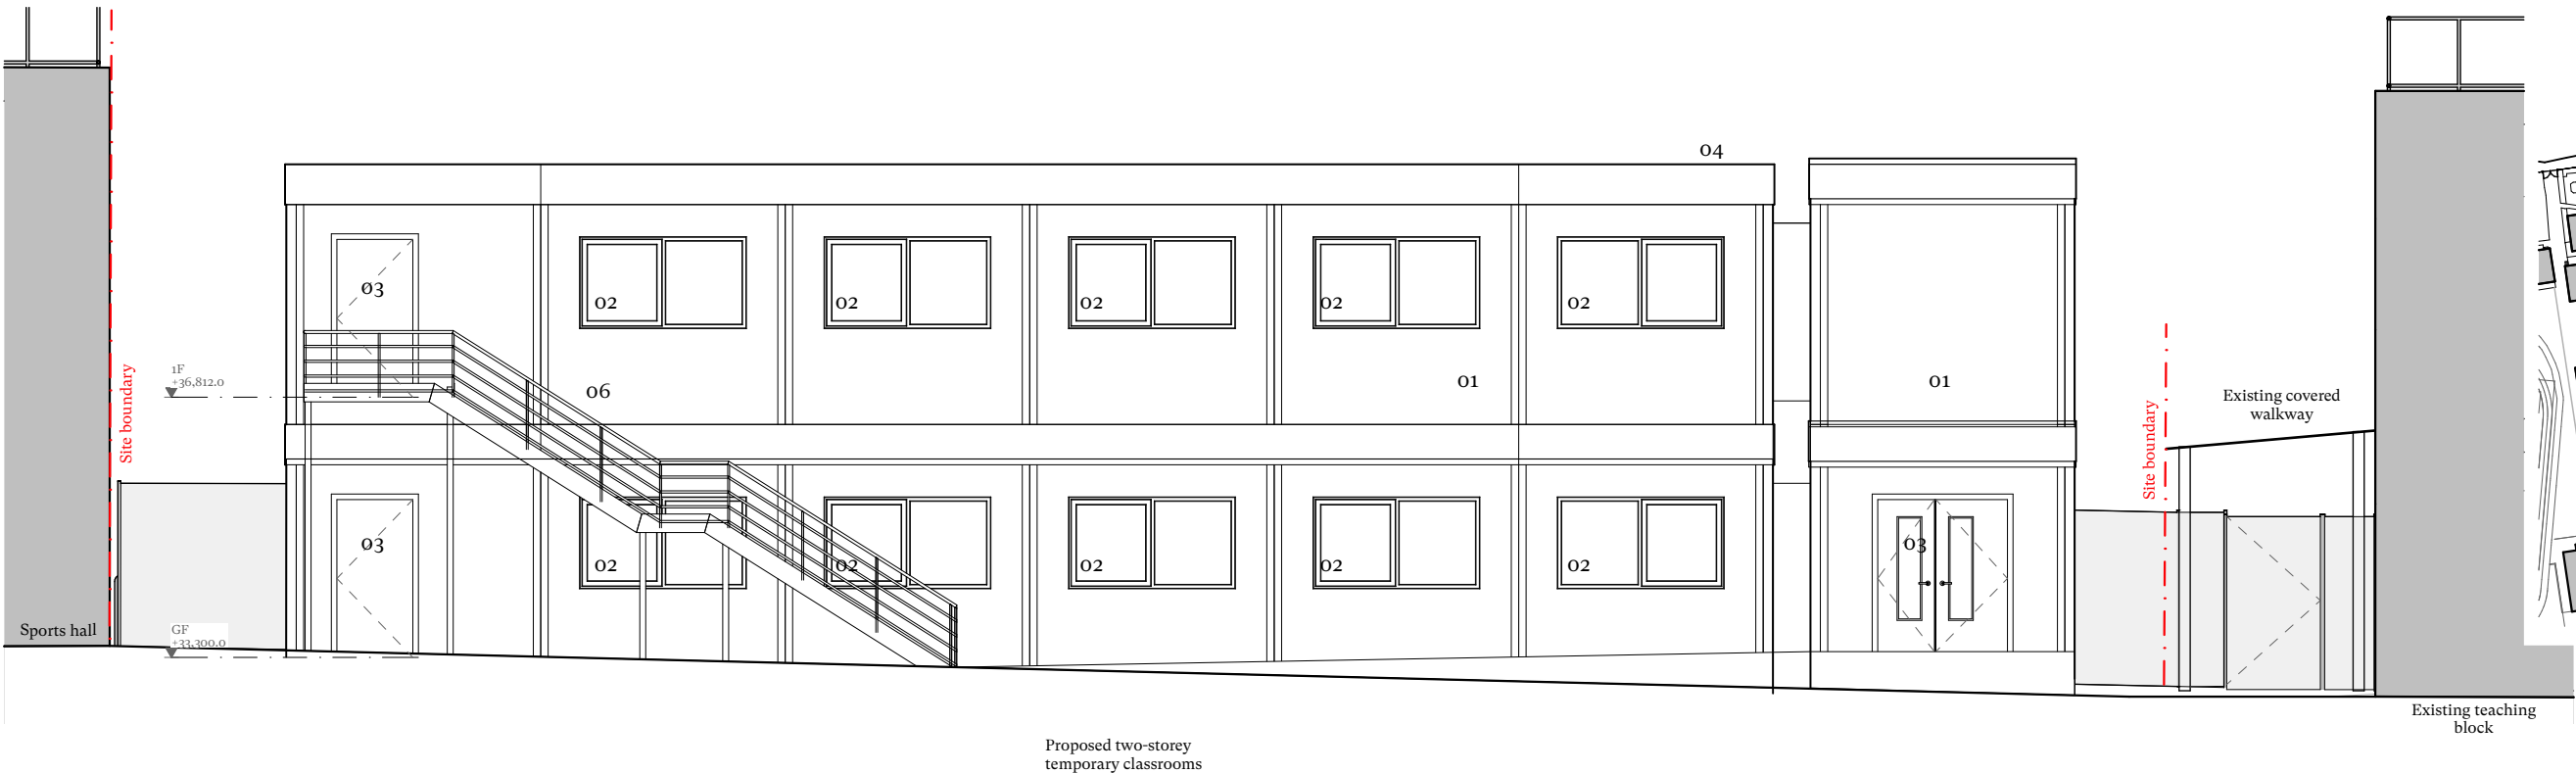 04
03
02
02
02
02
02
1F
+36,812.0
Site boundary
06
01
01
Existing covered
walkway
Site boundary
03
02
02
02
02
02
03
Sports hall
GF
+33,300.0
Existing teaching
block
Proposed two-storey
temporary classrooms